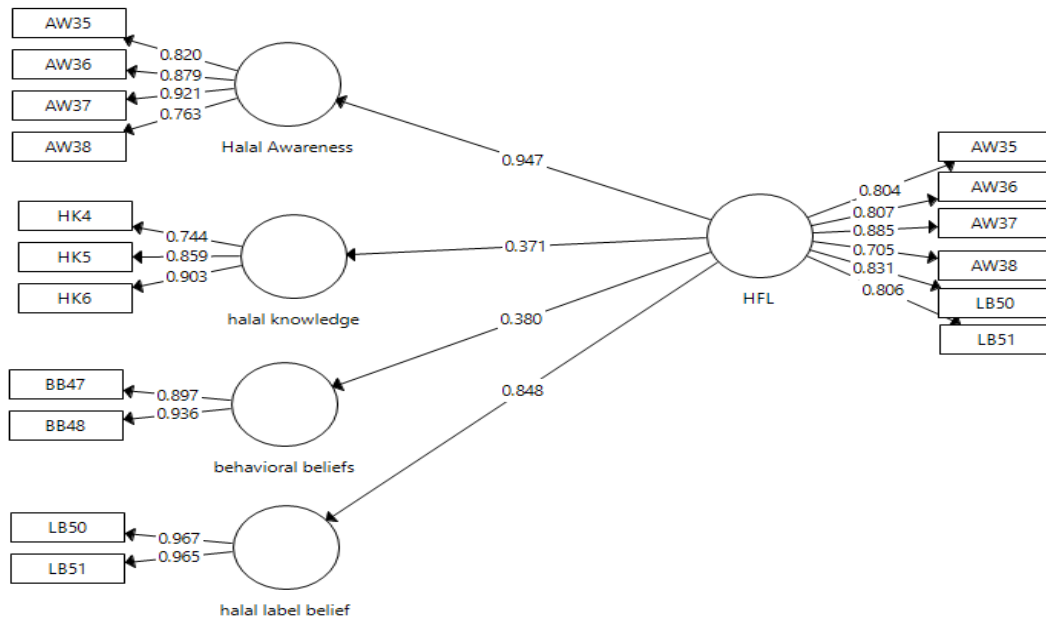 AW35
AW36
AW37
AW38
0.820
0.879
0.921
0.763
Halal Awareness
HK4
HK5
HK6
0.744
0.859
0.903
halal knowledge
BB47
BB48
0.897
0.936
behavioral beliefs
LB50
LB51
0.967
0.965
halal label belief
0.947
0.371
0.380
0.848
HFL
0.804
0.807
0.885
0.705
0.831
0.806
AW35
AW36
AW37
AW38
LB50
LB51